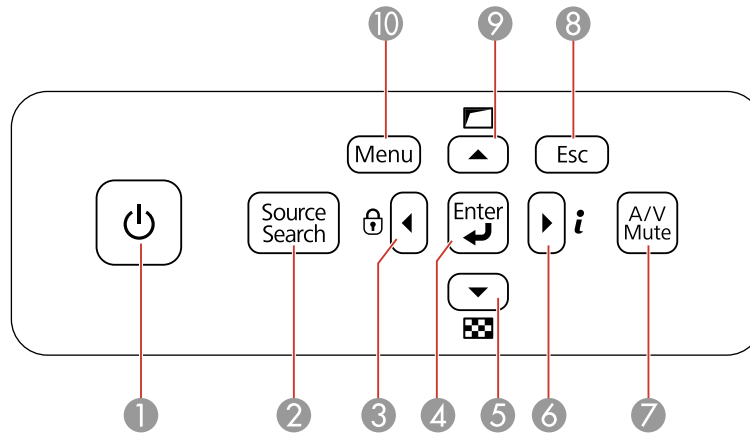 10 9 8
Menu Esc
Source
Search
Enter
i
A/V
Mute
1 2 3 4 5 6 7